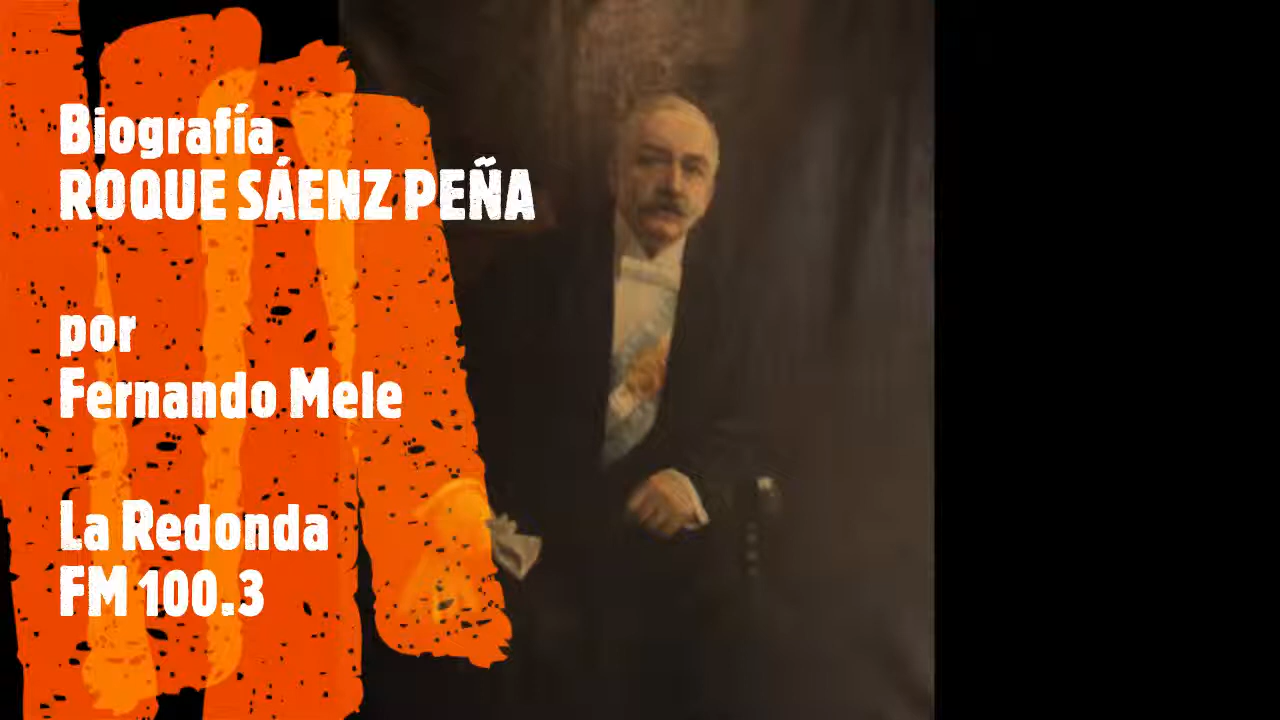 Biografía
ROQUE SÁENZ PEÑA
por
Fernando Mele
La Redonda
FM 100.3